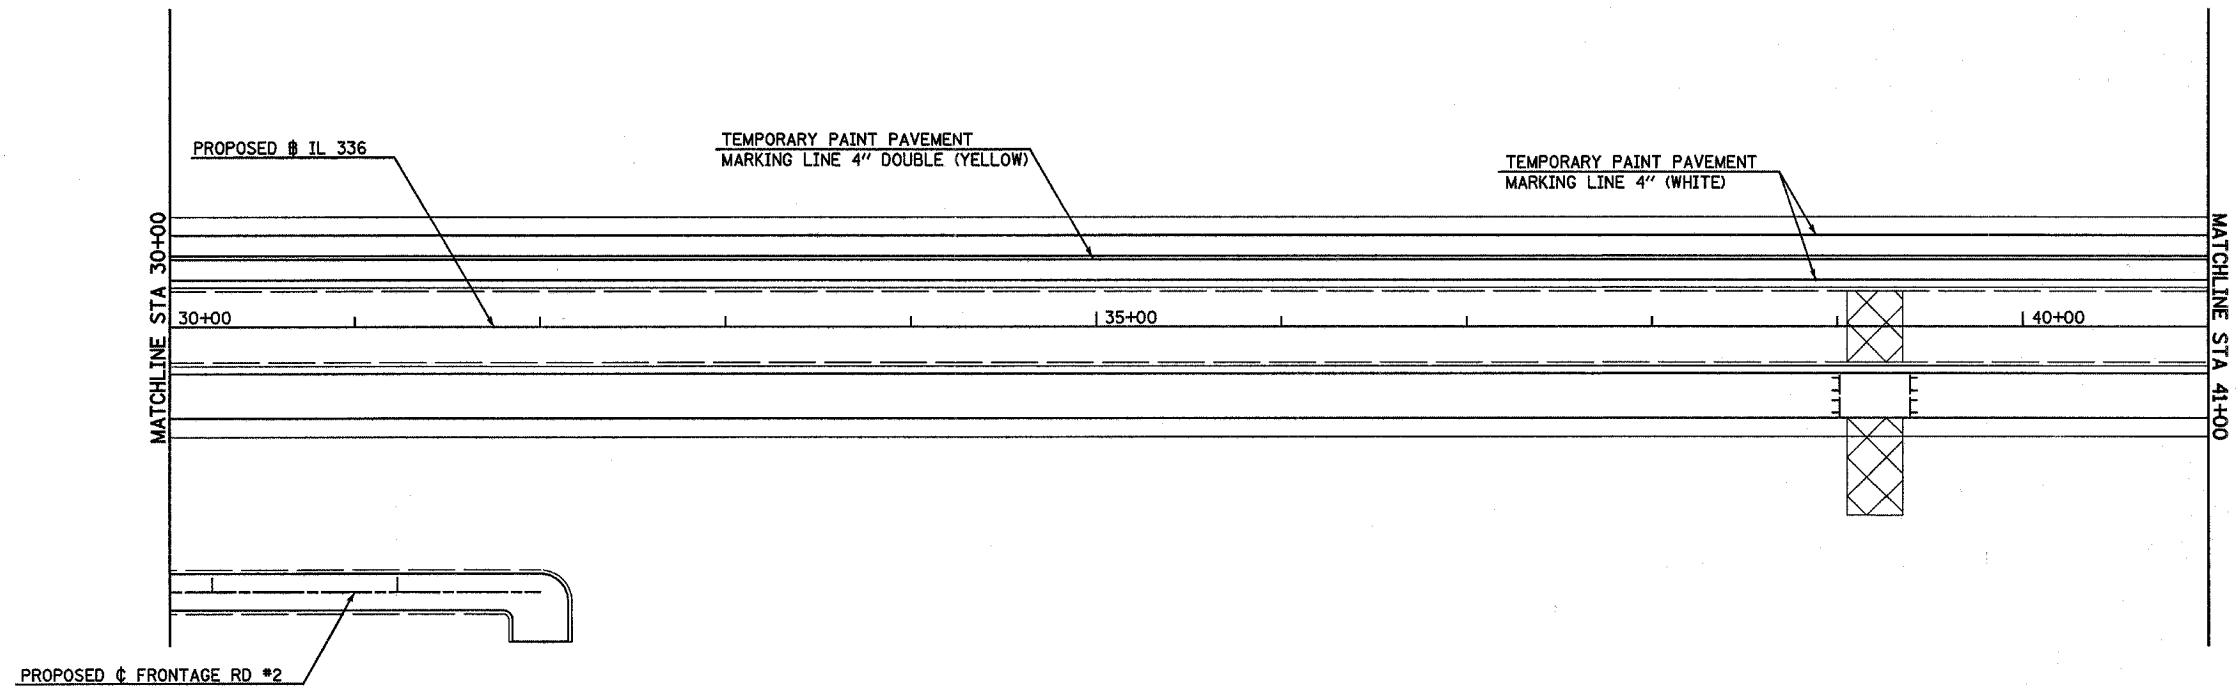 PROPOSED ⅊ IL 336
TEMPORARY PAINT PAVEMENT
MARKING LINE 4" DOUBLE (YELLOW)
TEMPORARY PAINT PAVEMENT
MARKING LINE 4" (WHITE)
MATCHLINE STA 30+00
30+00
35+00
40+00
MATCHLINE STA 41+00
PROPOSED ℄ FRONTAGE RD #2